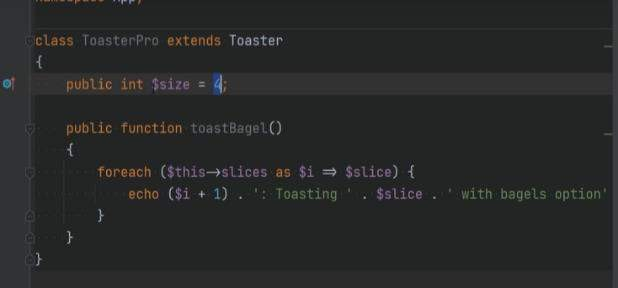 namespace App;
class ToasterPro extends Toaster
{
public int $size = 4;
public function toastBagel()
{
foreach ($this→slices as $i ⇒ $slice) {
echo ($i + 1) . ': Toasting ' . $slice . ' with bagels option'
}
}
}